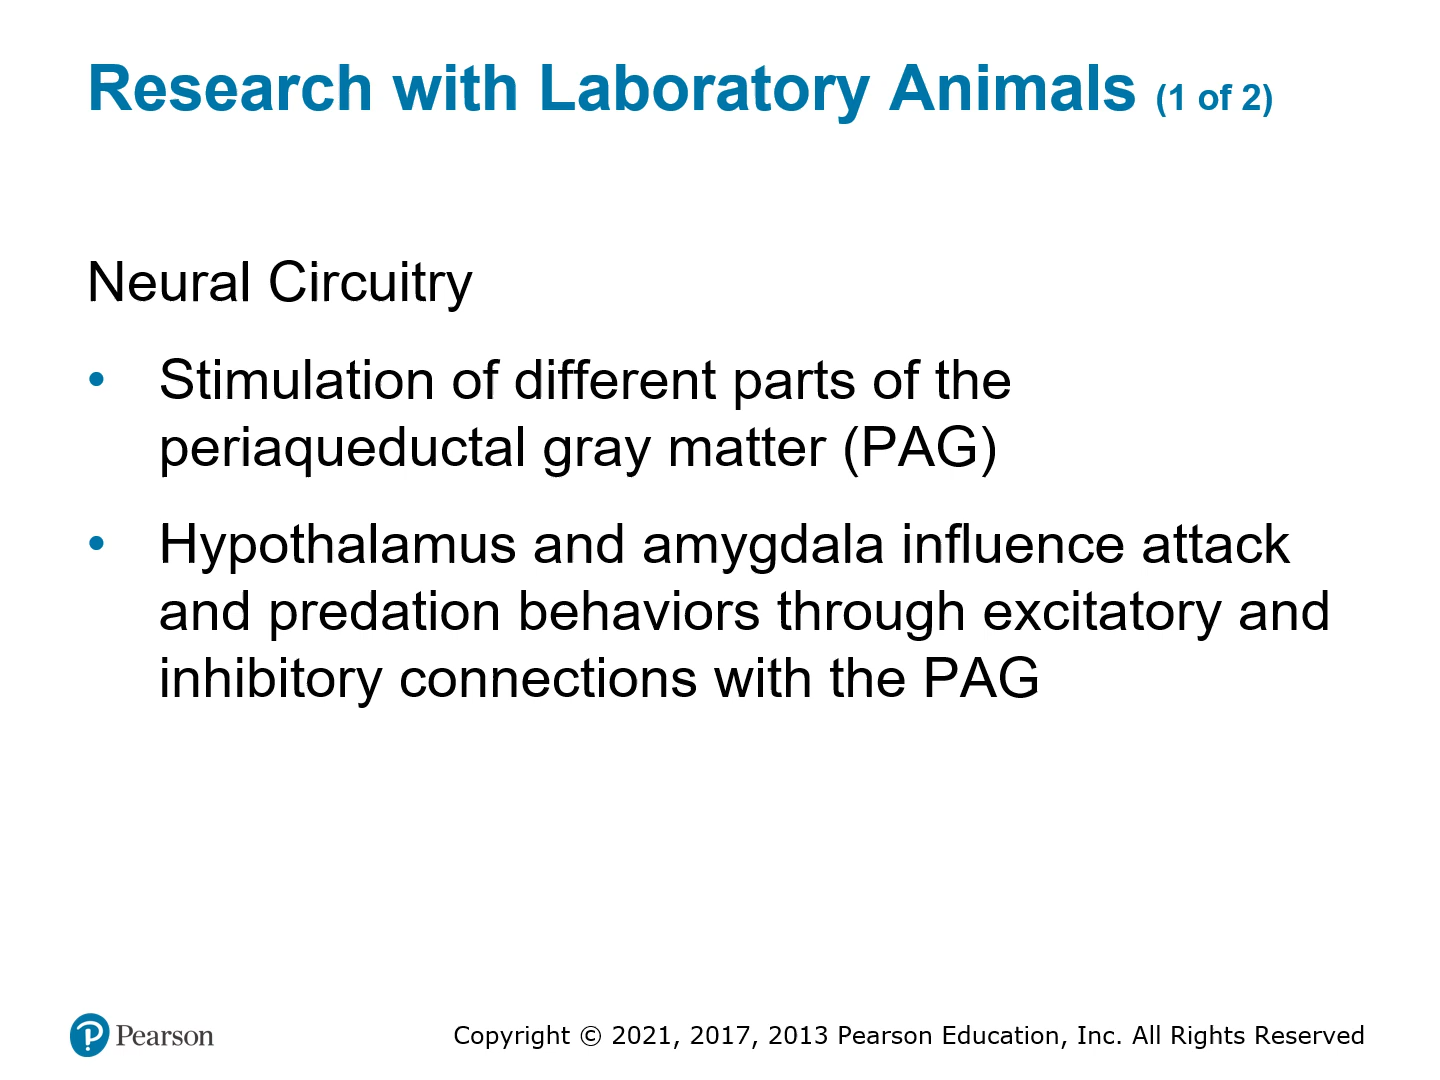 Research with Laboratory Animals (1 of 2)
Neural Circuitry
• Stimulation of different parts of the
periaqueductal gray matter (PAG)
• Hypothalamus and amygdala influence attack
and predation behaviors through excitatory and
inhibitory connections with the PAG
Pearson
Copyright © 2021, 2017, 2013 Pearson Education, Inc. All Rights Reserved